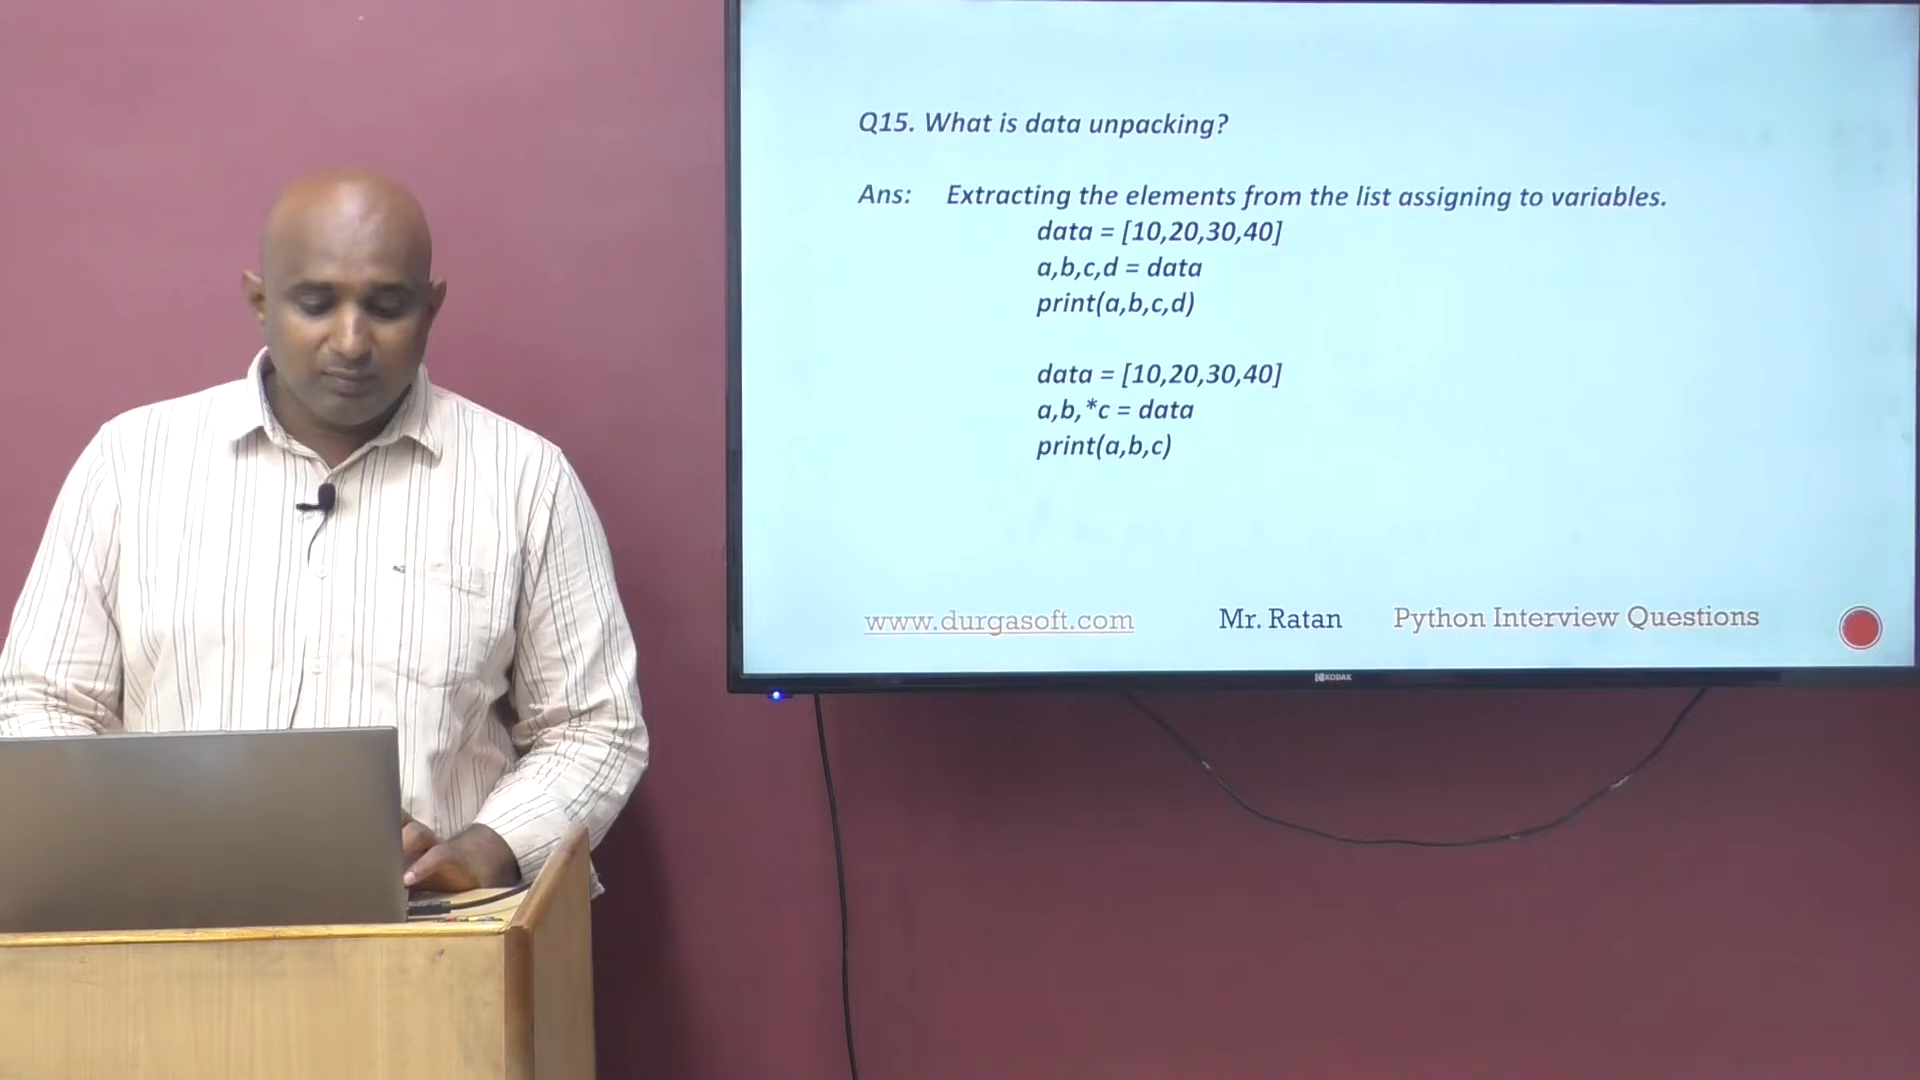 Q15. What is data unpacking?
Ans: Extracting the elements from the list assigning to variables.
data = [10,20,30,40]
a,b,c,d = data
print(a,b,c,d)
data = [10,20,30,40]
a,b,*c = data
print(a,b,c)
www.durgasoft.com Mr. Ratan Python Interview Questions
KODAK